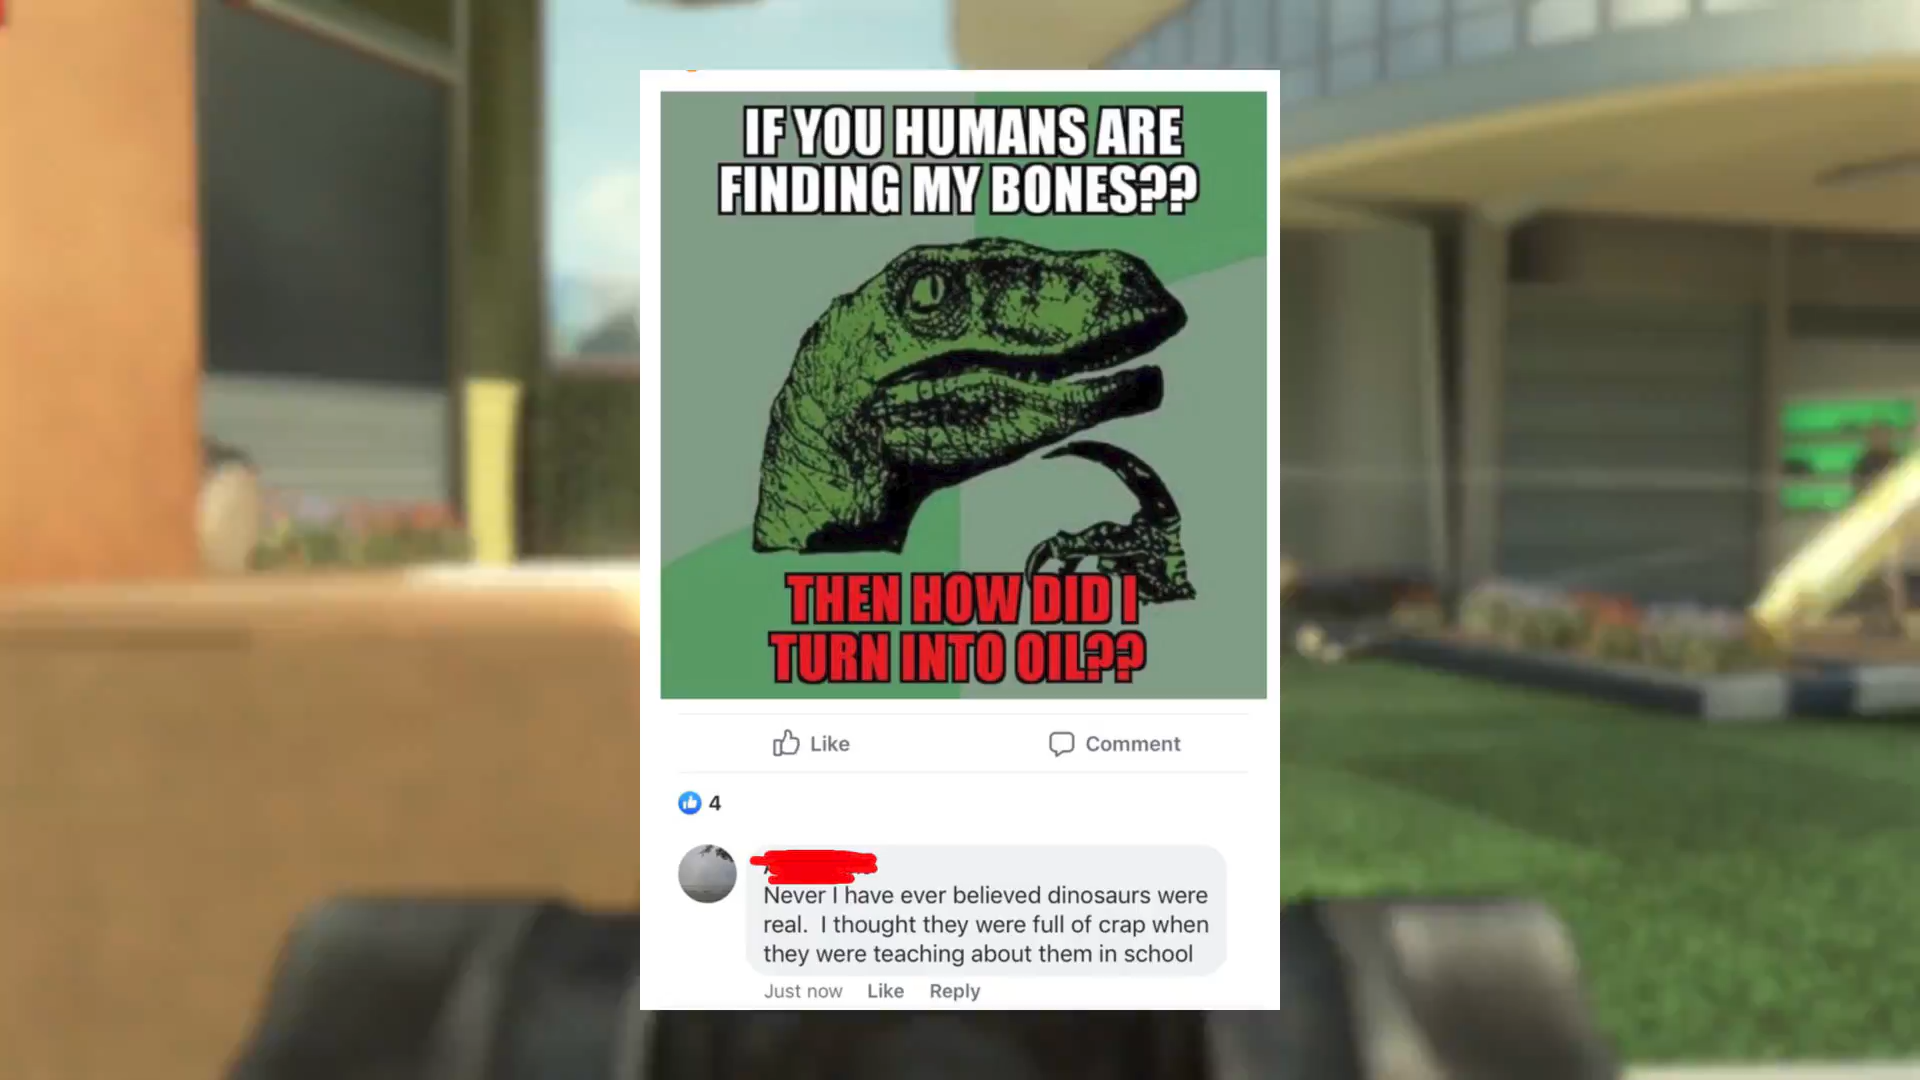 IF YOU HUMANS ARE
FINDING MY BONES??
THEN HOW DID I
TURN INTO OIL??
Like
Comment
4
Never I have ever believed dinosaurs were
real. I thought they were full of crap when
they were teaching about them in school
Just now Like Reply